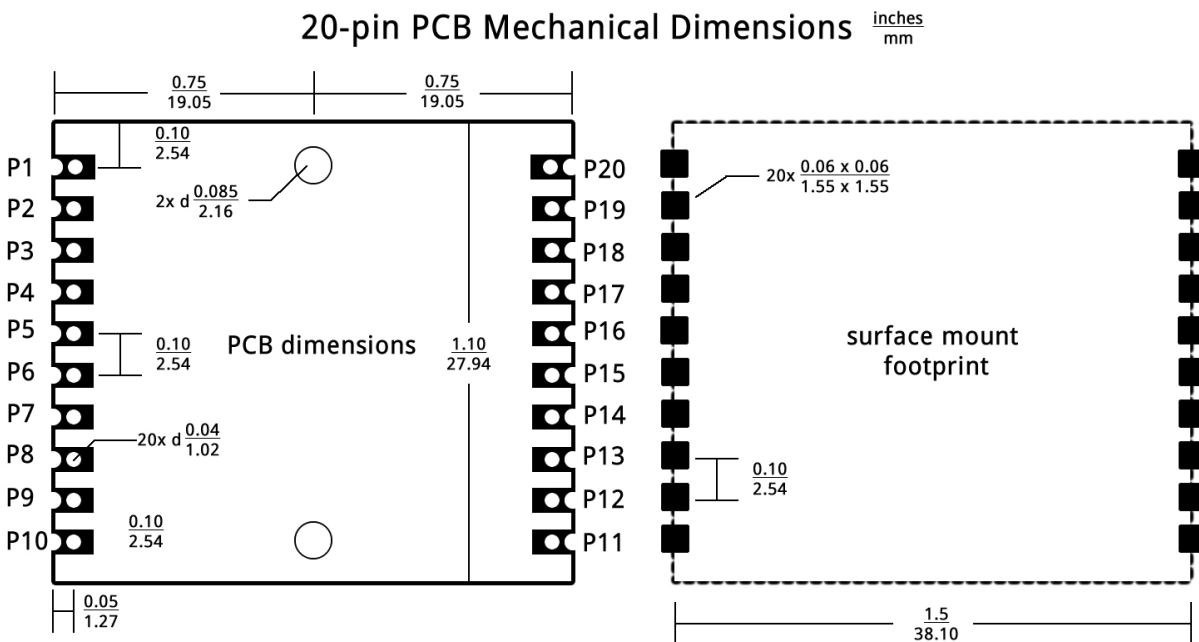 20-pin PCB Mechanical Dimensions inches
mm
0.75
19.05
0.75
19.05
0.10
2.54
P1
P2
P3
P4
P5
P6
P7
P8
P9
P10
2x d 0.085
2.16
0.10
2.54
PCB dimensions
1.10
27.94
20x d 0.04
1.02
0.10
2.54
0.05
1.27
P20
P19
P18
P17
P16
P15
P14
P13
P12
P11
20x 0.06 x 0.06
1.55 x 1.55
surface mount
footprint
0.10
2.54
1.5
38.10